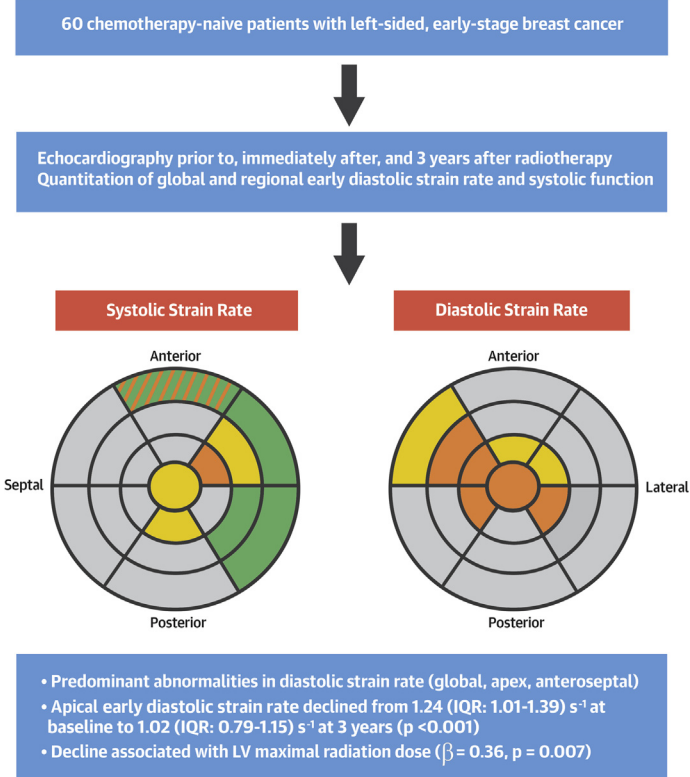 60 chemotherapy-naive patients with left-sided, early-stage breast cancer
Echocardiography prior to, immediately after, and 3 years after radiotherapy
Quantitation of global and regional early diastolic strain rate and systolic function
Systolic Strain Rate
Diastolic Strain Rate
Anterior
Anterior
Septal
Lateral
Posterior
Posterior
• Predominant abnormalities in diastolic strain rate (global, apex, anteroseptal)
• Apical early diastolic strain rate declined from 1.24 (IQR: 1.01-1.39) s⁻¹ at
baseline to 1.02 (IQR: 0.79-1.15) s⁻¹ at 3 years (p <0.001)
• Decline associated with LV maximal radiation dose (β = 0.36, p = 0.007)